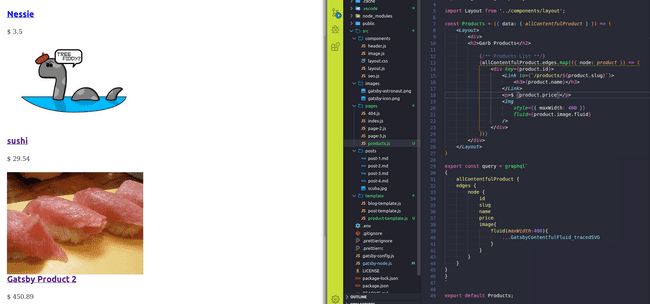 Nessie
$ 3.5
TREE
FIDDY?
sushi
$ 29.54
Gatsby Product 2
$ 450.89
.cache
.vscode
node_modules
public
src
components
header.js
image.js
layout.css
layout.js
seo.js
images
gatsby-astronaut.png
gatsby-icon.png
pages
404.js
index.js
page-2.js
page-3.js
products.js U
posts
post-1.md
post-2.md
post-3.md
post-4.md
scuba.jpg
template
blog-template.js
post-template.js
product-template.js U
.env
.gitignore
.prettierignore
.prettierrc
gatsby-config.js
gatsby-node.js
LICENSE
package-lock.json
package.json
OUTLINE
import Layout from '../components/layout';
const Products = ({ data: { allContentfulProduct } }) => (
<Layout>
<div>
<h2>Garb Products</h2>
{/** Products List **/}
{allContentfulProduct.edges.map(({ node: product }) => (
<div key={product.id}>
<Link to={`/products/${product.slug}`}>
<h3>{product.name}</h3>
</Link>
<p>$ {product.price}</p>
<Img
style={{ maxWidth: 400 }}
fluid={product.image.fluid}
/>
</div>
))}
</div>
</Layout>
)
export const query = graphql`
{
allContentfulProduct {
edges {
node {
id
slug
name
price
image{
fluid(maxWidth:400){
...GatsbyContentfulFluid_tracedSVG
}
}
}
}
}
}
`
export default Products;